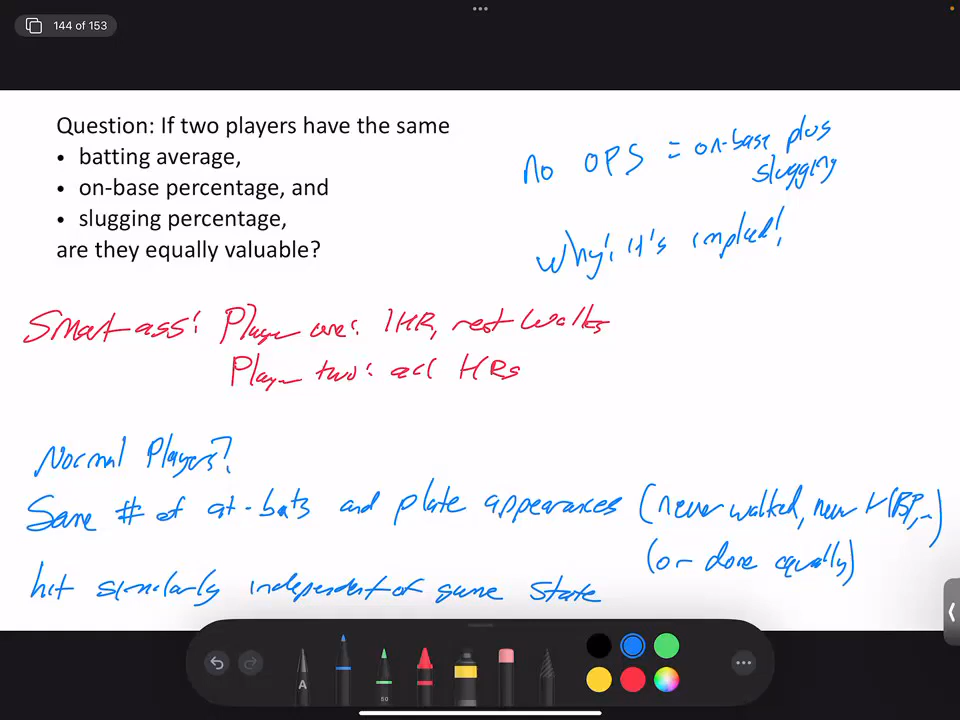 144 of 153
Question: If two players have the same
• batting average,
• on-base percentage, and
• slugging percentage,
are they equally valuable?
no OPS = on-base plus
slugging
Why? It's implied!
Smart ass: Player one: 1HR, rest walks
Player two: all HRs
Normal Players?
Same # of at-bats and plate appearances (never walked, never HBP,...)
(or done equally)
hit similarly independent of game state
A
80